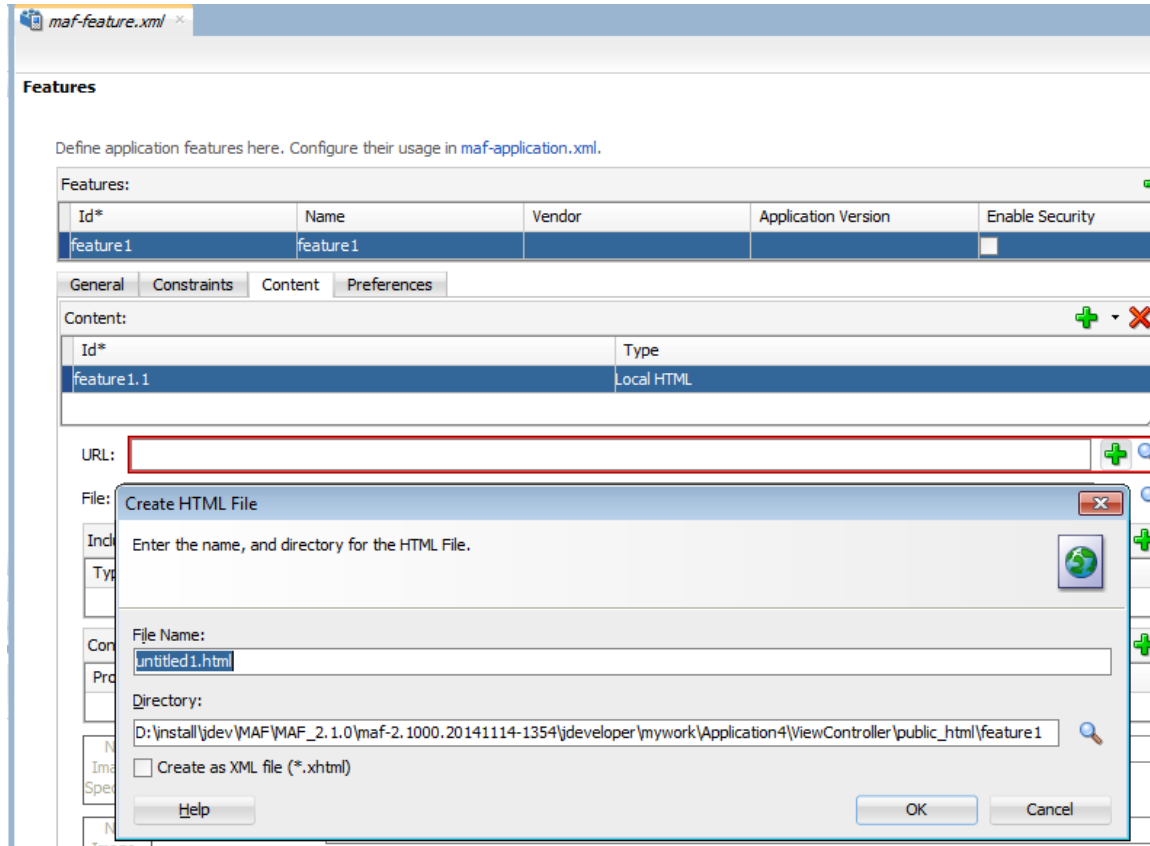 maf-feature.xml
Features
Define application features here. Configure their usage in maf-application.xml.
Features:
Id* Name Vendor Application Version Enable Security
feature1 feature1
General Constraints Content Preferences
Content:
Id* Type
feature1.1 Local HTML
URL:
File:
Create HTML File
Enter the name, and directory for the HTML File.
File Name:
untitled1.html
Directory:
D:\install\jdev\MAF\MAF_2.1.0\maf-2.1000.20141114-1354\jdeveloper\mywork\Application4\ViewController\public_html\feature1
Create as XML file (*.xhtml)
Help OK Cancel